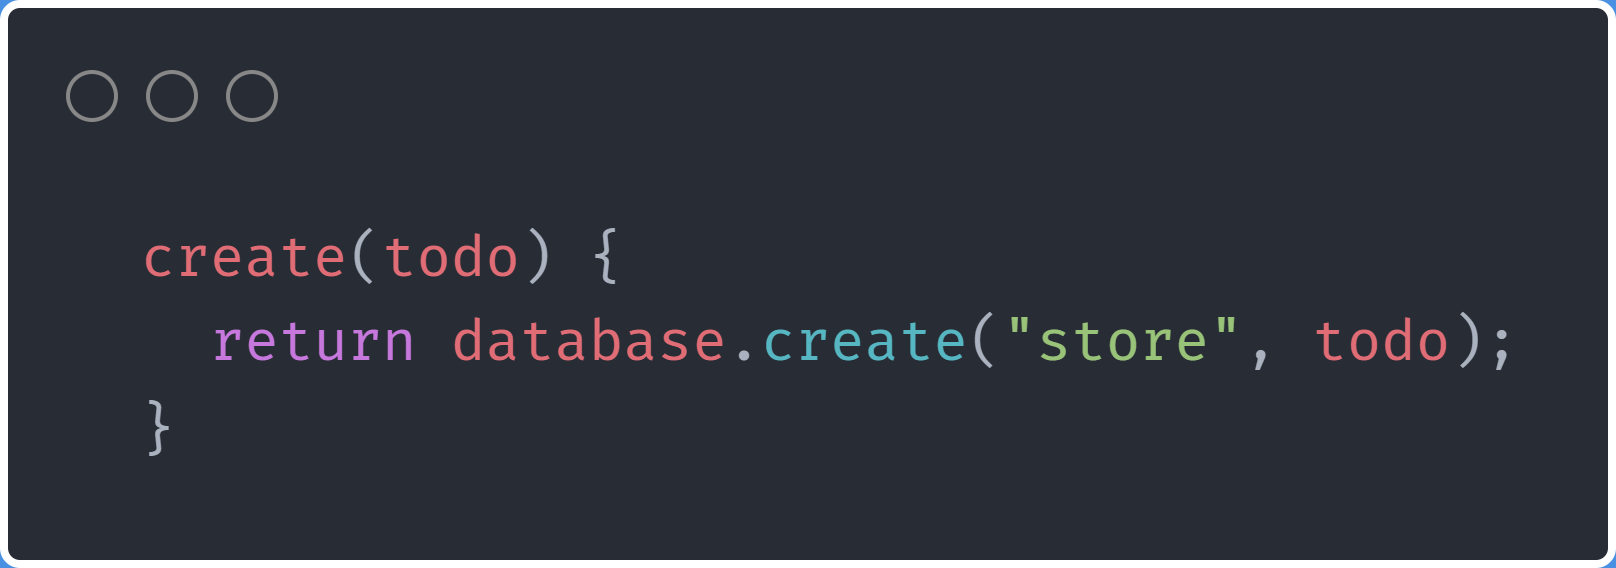 create(todo) {
  return database.create("store", todo);
}